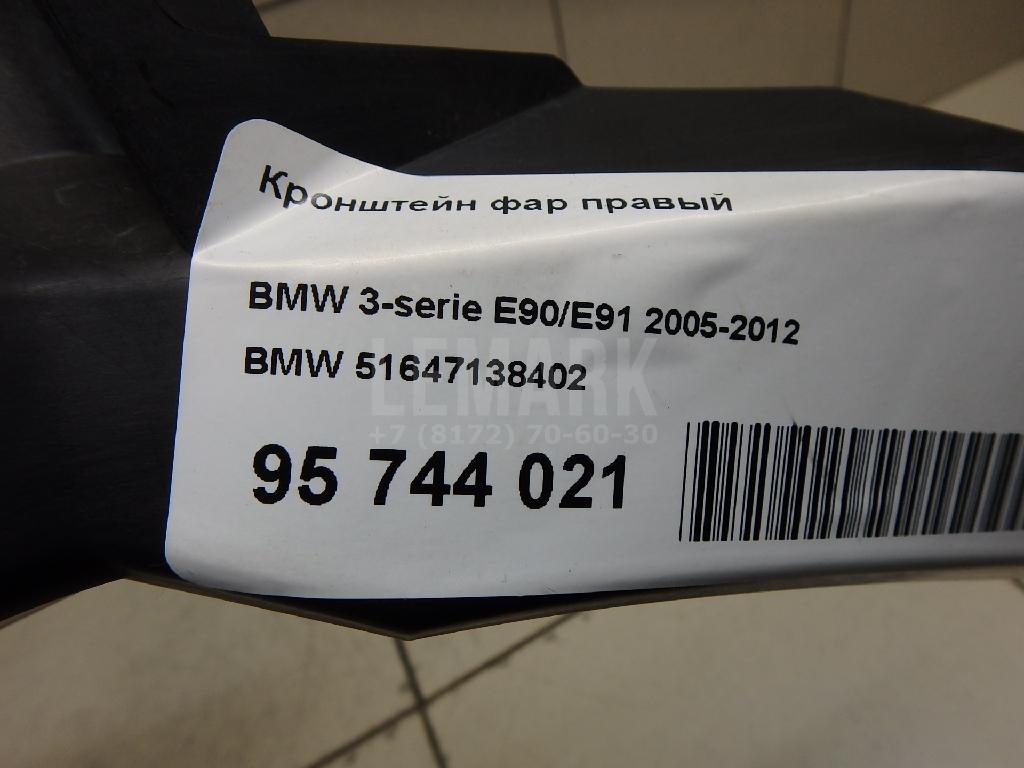 Кронштейн фар правый
BMW 3-serie E90/E91 2005-2012
BMW 51647138402
LEMARK
+7 (8172) 70-60-30
95 744 021